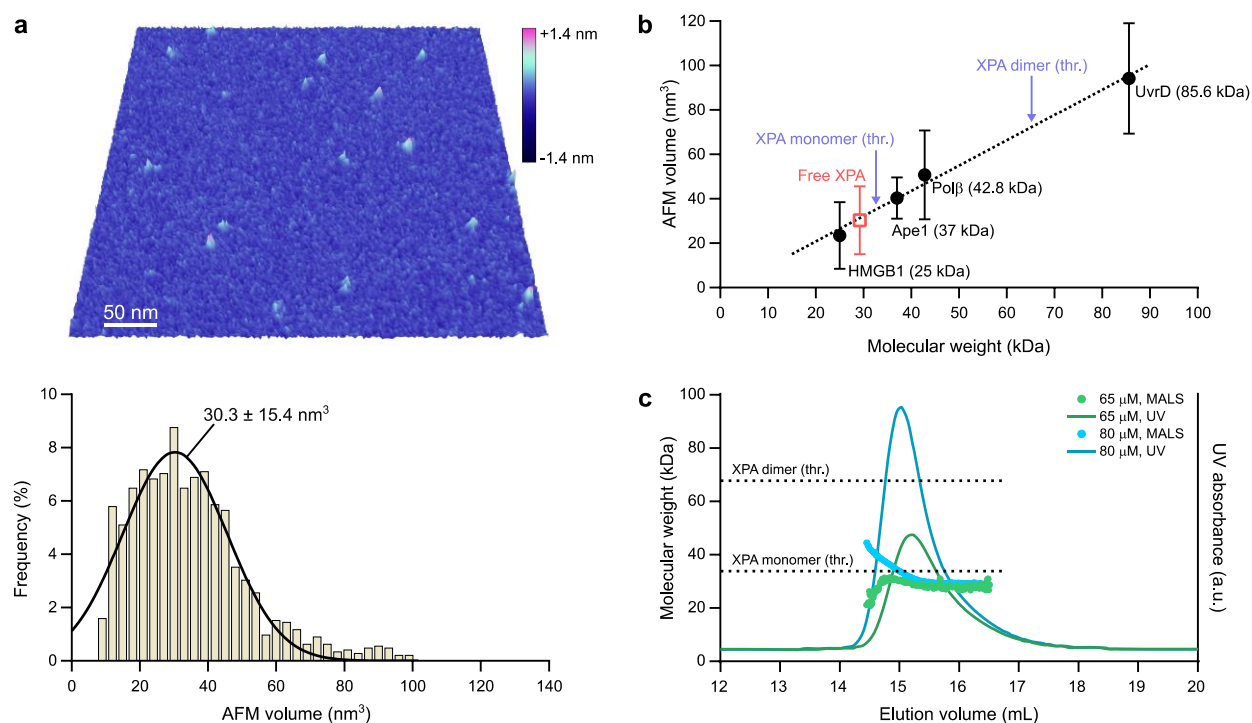 a
+1.4 nm
-1.4 nm
50 nm
10
8
6
4
2
0
Frequency (%)
30.3 ± 15.4 nm³
0 20 40 60 80 100 120 140
AFM volume (nm³)
b
120
100
80
60
40
20
0
AFM volume (nm³)
XPA dimer (thr.)
UvrD (85.6 kDa)
XPA monomer (thr.)
Free XPA
Polβ (42.8 kDa)
Ape1 (37 kDa)
HMGB1 (25 kDa)
0 10 20 30 40 50 60 70 80 90 100
Molecular weight (kDa)
c
65 μM, MALS
65 μM, UV
80 μM, MALS
80 μM, UV
100
80
60
40
20
0
Molecular weight (kDa)
UV absorbance (a.u.)
XPA dimer (thr.)
XPA monomer (thr.)
12 13 14 15 16 17 18 19 20
Elution volume (mL)